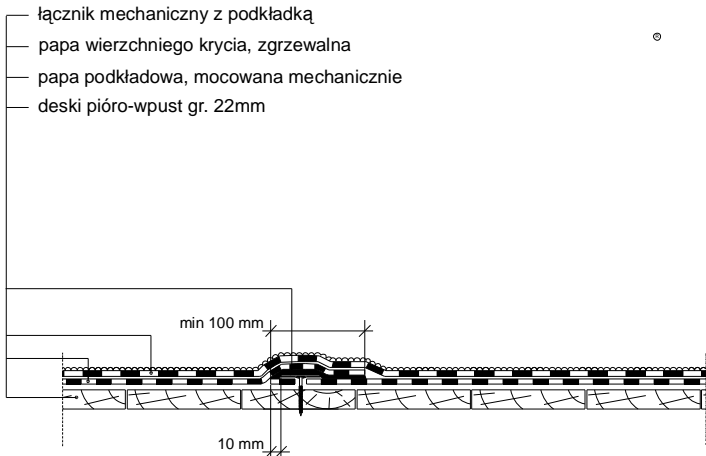 łącznik mechaniczny z podkładką
papa wierzchniego krycia, zgrzewalna
papa podkładowa, mocowana mechanicznie
deski pióro-wpust gr. 22mm
min 100 mm
10 mm